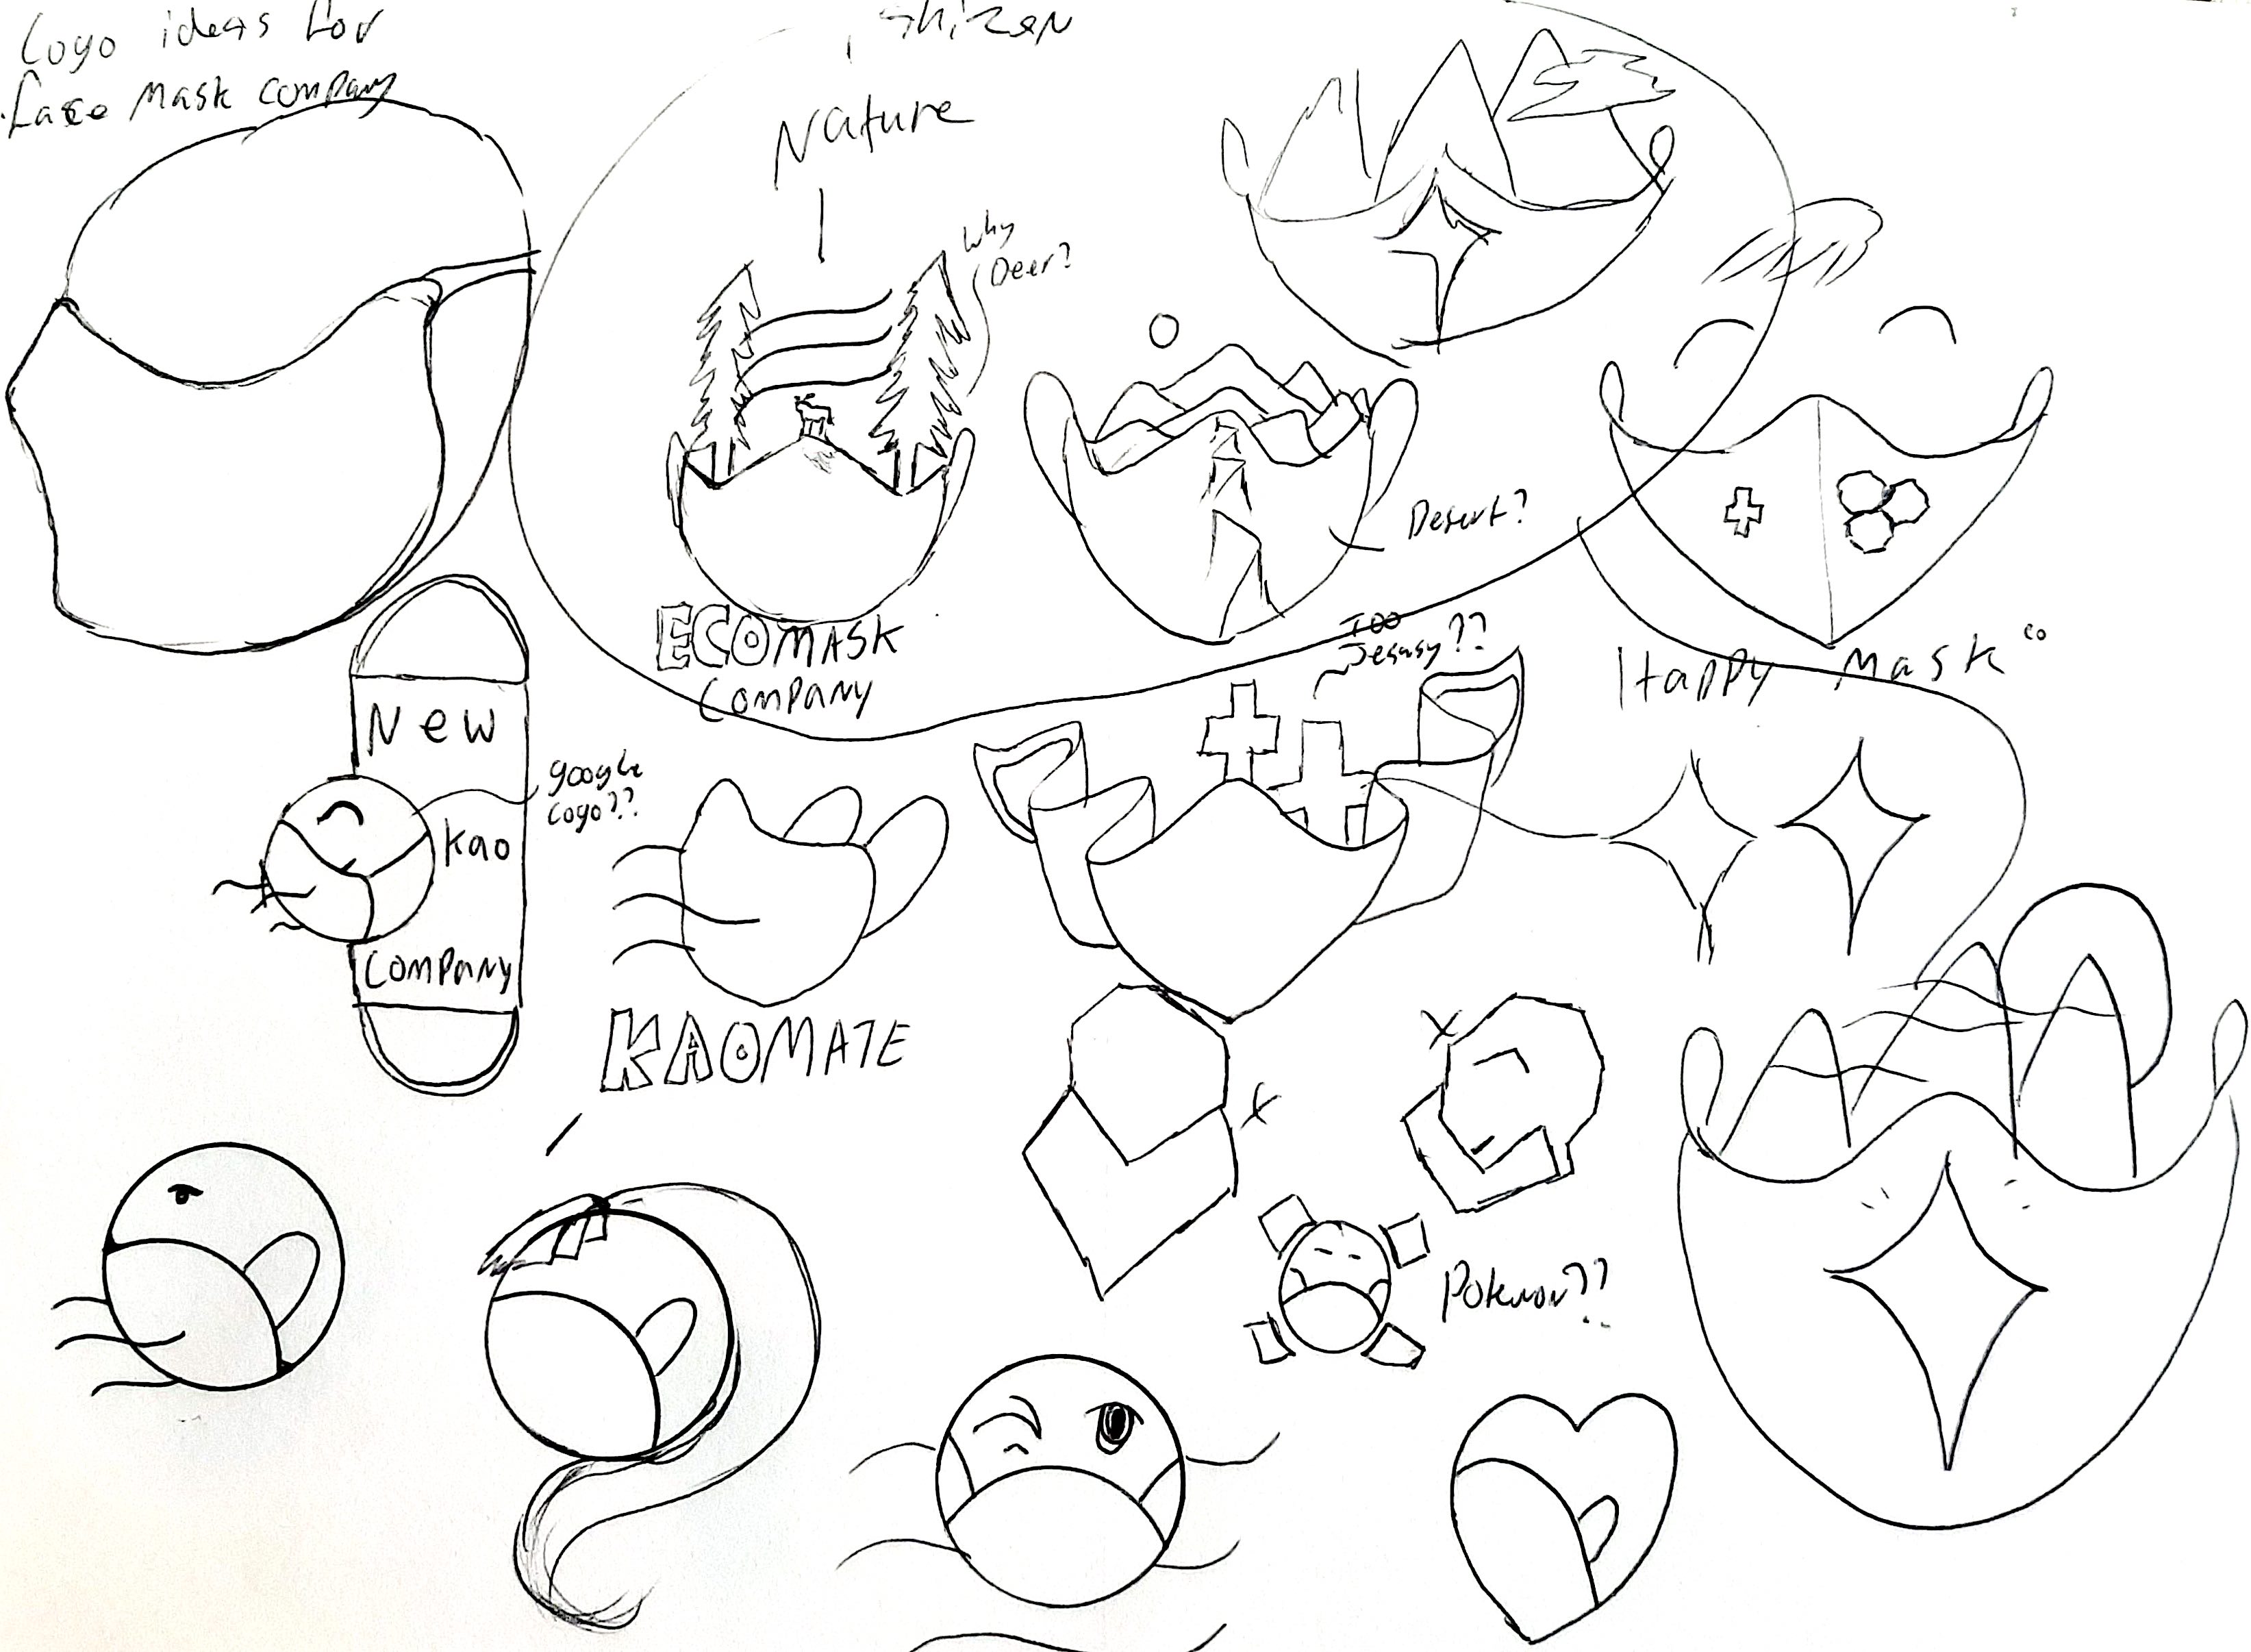 Logo ideas for
face mask company
shizen
Nature
Why
Deer?
Desert?
ECOMASK
COMPANY
Too
Jesusy??
Happy Mask co
New
Kao
Company
google
logo??
KAOMATE
Pokemon??